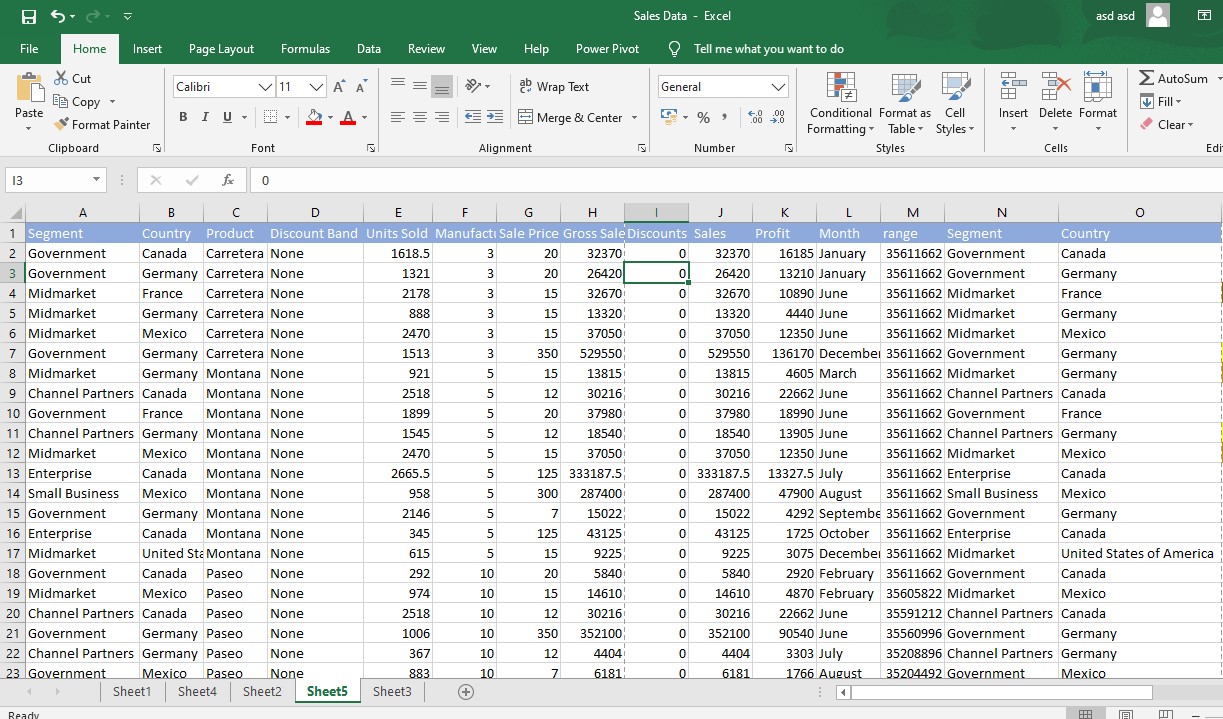 Sales Data - Excel
asd asd
File Home Insert Page Layout Formulas Data Review View Help Power Pivot Tell me what you want to do
Paste
Cut
Copy
Format Painter
Clipboard
Calibri 11 A A
B I U A
Font
ab Wrap Text
Merge & Center
Alignment
General
% , .00 .0
Number
Conditional Formatting
Format as Table
Cell Styles
Styles
Insert Delete Format
Cells
AutoSum
Fill
Clear
Edi
I3 fx 0
A B C D E F G H I J K L M N O
1 Segment Country Product Discount Band Units Sold Manufactu Sale Price Gross Sale Discounts Sales Profit Month range Segment Country
2 Government Canada Carretera None 1618.5 3 20 32370 0 32370 16185 January 35611662 Government Canada
3 Government Germany Carretera None 1321 3 20 26420 0 26420 13210 January 35611662 Government Germany
4 Midmarket France Carretera None 2178 3 15 32670 0 32670 10890 June 35611662 Midmarket France
5 Midmarket Germany Carretera None 888 3 15 13320 0 13320 4440 June 35611662 Midmarket Germany
6 Midmarket Mexico Carretera None 2470 3 15 37050 0 37050 12350 June 35611662 Midmarket Mexico
7 Government Germany Carretera None 1513 3 350 529550 0 529550 136170 December 35611662 Government Germany
8 Midmarket Germany Montana None 921 5 15 13815 0 13815 4605 March 35611662 Midmarket Germany
9 Channel Partners Canada Montana None 2518 5 12 30216 0 30216 22662 June 35611662 Channel Partners Canada
10 Government France Montana None 1899 5 20 37980 0 37980 18990 June 35611662 Government France
11 Channel Partners Germany Montana None 1545 5 12 18540 0 18540 13905 June 35611662 Channel Partners Germany
12 Midmarket Mexico Montana None 2470 5 15 37050 0 37050 12350 June 35611662 Midmarket Mexico
13 Enterprise Canada Montana None 2665.5 5 125 333187.5 0 333187.5 13327.5 July 35611662 Enterprise Canada
14 Small Business Mexico Montana None 958 5 300 287400 0 287400 47900 August 35611662 Small Business Mexico
15 Government Germany Montana None 2146 5 7 15022 0 15022 4292 Septembe 35611662 Government Germany
16 Enterprise Canada Montana None 345 5 125 43125 0 43125 1725 October 35611662 Enterprise Canada
17 Midmarket United Sta Montana None 615 5 15 9225 0 9225 3075 December 35611662 Midmarket United States of America
18 Government Canada Paseo None 292 10 20 5840 0 5840 2920 February 35611662 Government Canada
19 Midmarket Mexico Paseo None 974 10 15 14610 0 14610 4870 February 35605822 Midmarket Mexico
20 Channel Partners Canada Paseo None 2518 10 12 30216 0 30216 22662 June 35591212 Channel Partners Canada
21 Government Germany Paseo None 1006 10 350 352100 0 352100 90540 June 35560996 Government Germany
22 Channel Partners Germany Paseo None 367 10 12 4404 0 4404 3303 July 35208896 Channel Partners Germany
23 Government Mexico Paseo None 883 10 7 6181 0 6181 1766 August 35204492 Government Mexico
Sheet1 Sheet4 Sheet2 Sheet5 Sheet3
Ready